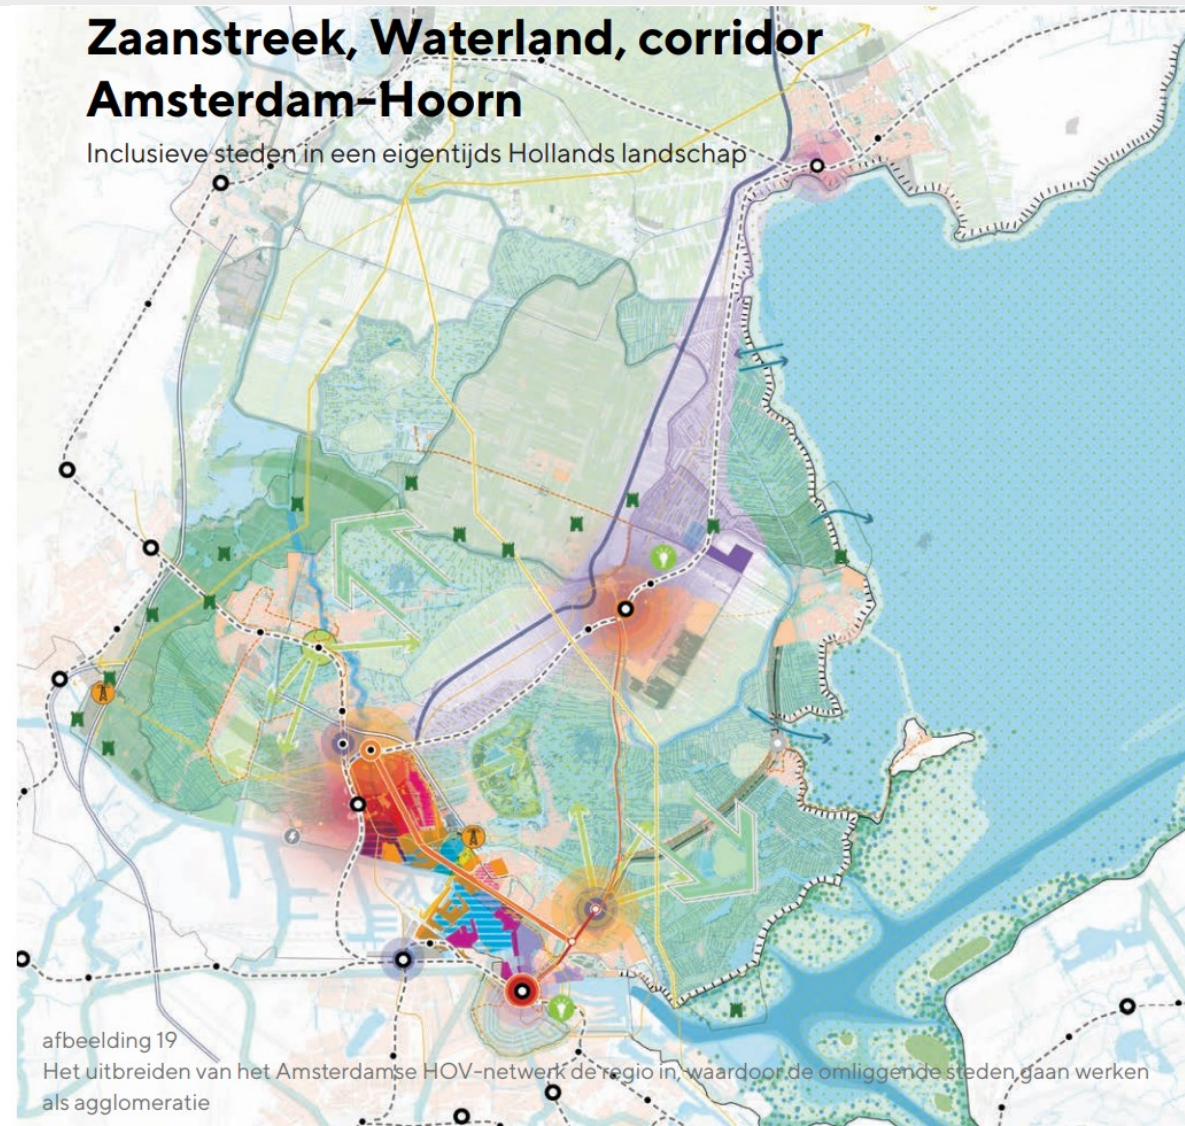 Zaanstreek, Waterland, corridor
Amsterdam-Hoorn
Inclusieve steden in een eigentijds Hollands landschap
afbeelding 19
Het uitbreiden van het Amsterdamse HOV-netwerk de regio in, waardoor de omliggende steden gaan werken
als agglomeratie